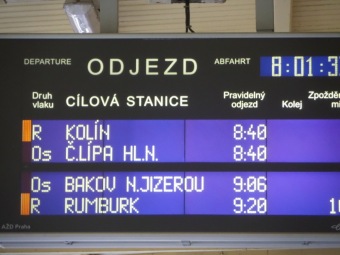 DEPARTURE ODJEZD ABFAHRT 8:01:3
Druh vlaku CÍLOVÁ STANICE Pravidelný odjezd Kolej
R KOLÍN 8:40
Os Č.LÍPA HL.N. 8:40
Os BAKOV N.JIZEROU 9:06
R RUMBURK 9:20
AŽD Praha